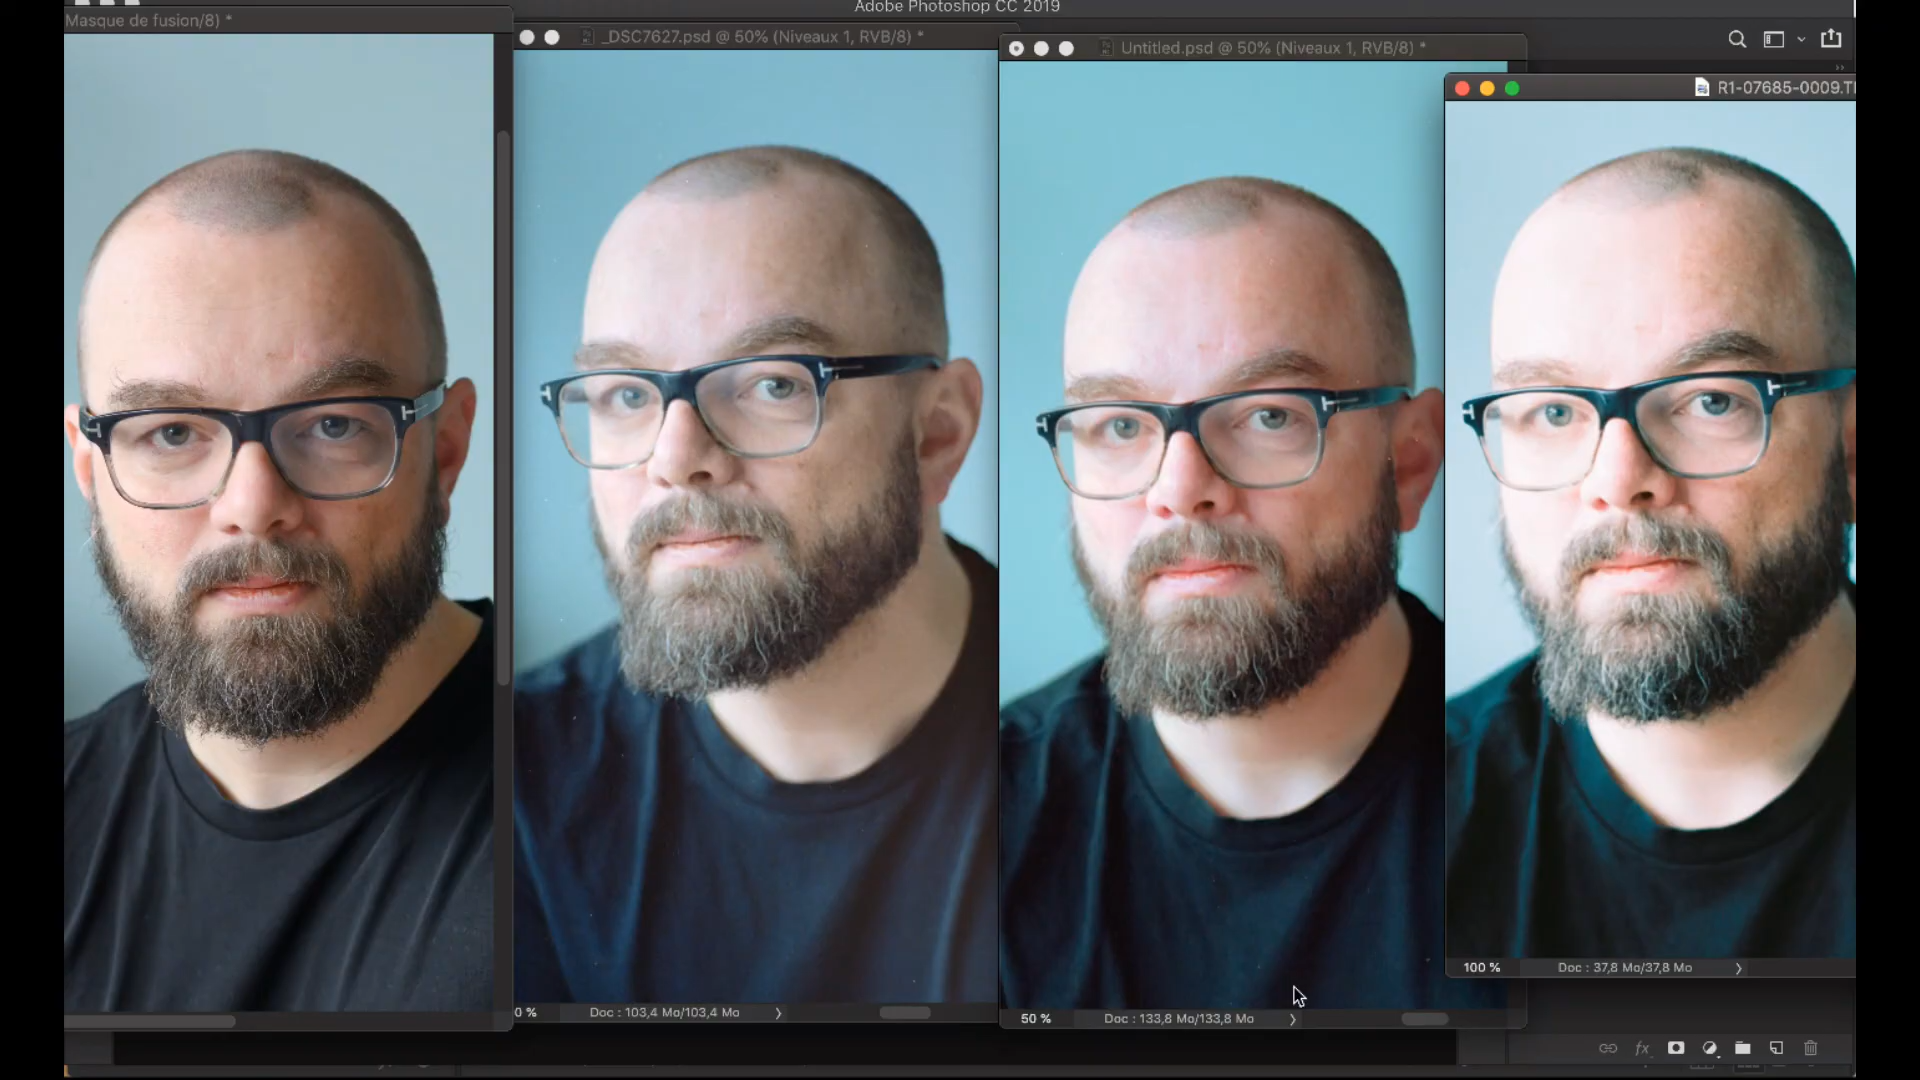 Adobe Photoshop CC 2019
Masque de fusion/8) *
_DSC7627.psd @ 50% (Niveaux 1, RVB/8) *
Untitled.psd @ 50% (Niveaux 1, RVB/8) *
R1-07685-0009.TI
100 %
Doc : 37,8 Mo/37,8 Mo
0 %
Doc : 103,4 Mo/103,4 Mo
50 %
Doc : 133,8 Mo/133,8 Mo
fx